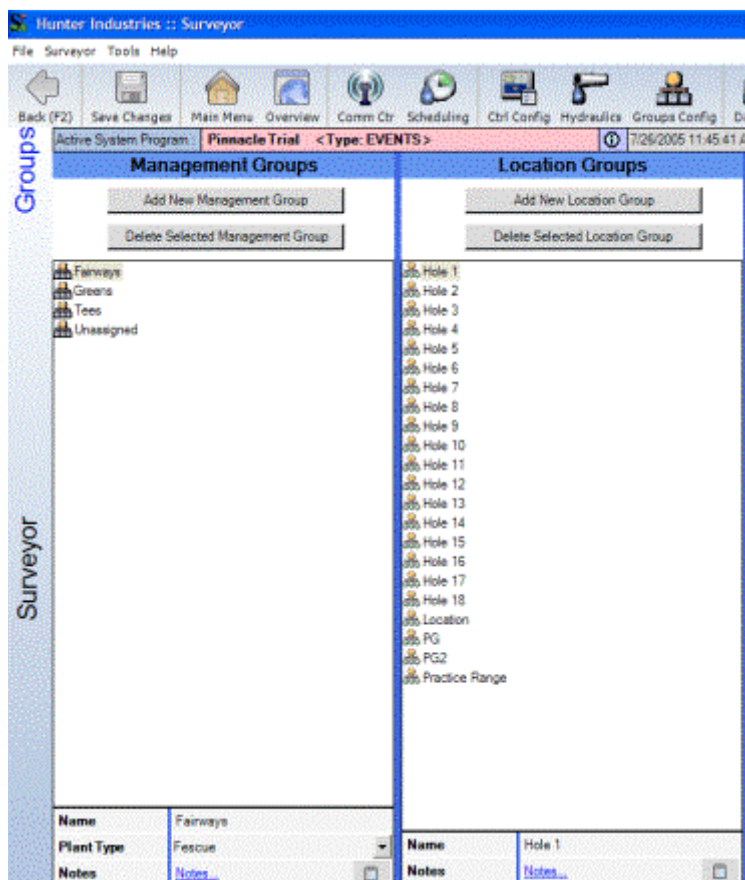 Hunter Industries :: Surveyor
File Surveyor Tools Help
Back (F2) Save Changes Main Menu Overview Comm Ctr Scheduling Ctrl Config Hydraulics Groups Config
Groups
Active System Program: Pinnacle Trial <Type: EVENTS> 7/26/2005 11:45:41 A
Management Groups
Add New Management Group
Delete Selected Management Group
Fairways
Greens
Tees
Unassigned
Location Groups
Add New Location Group
Delete Selected Location Group
Hole 1
Hole 2
Hole 3
Hole 4
Hole 5
Hole 6
Hole 7
Hole 8
Hole 9
Hole 10
Hole 11
Hole 12
Hole 13
Hole 14
Hole 15
Hole 16
Hole 17
Hole 18
Location
PG
PG2
Practice Range
Surveyor
Name Fairways
Plant Type Fescue
Notes Notes...
Name Hole 1
Notes Notes...